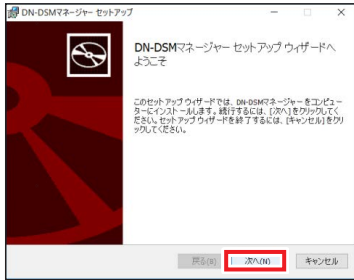 DN-DSMマネージャー セットアップ
DN-DSMマネージャー セットアップ ウィザードへ
ようこそ
このセットアップ ウィザードでは、DN-DSMマネージャー をコンピュー
ターにインストールします。続行するには、[次へ] をクリックしてく
ださい。セットアップ ウィザードを終了するには、[キャンセル] をクリ
ックしてください。
戻る(B) 次へ(N) キャンセル